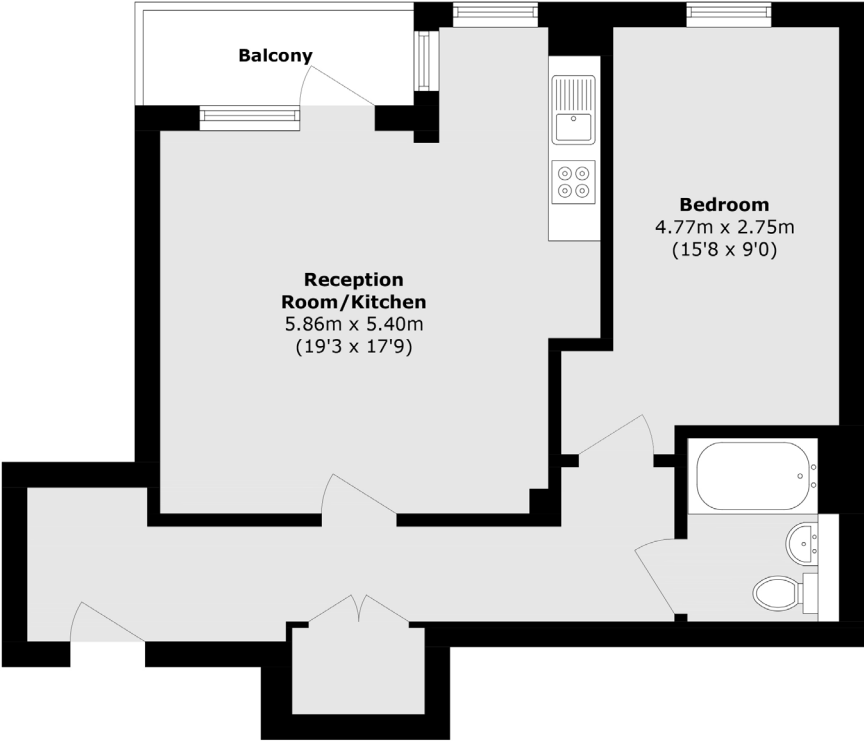 Balcony
Bedroom
4.77m x 2.75m
(15'8 x 9'0)
Reception
Room/Kitchen
5.86m x 5.40m
(19'3 x 17'9)